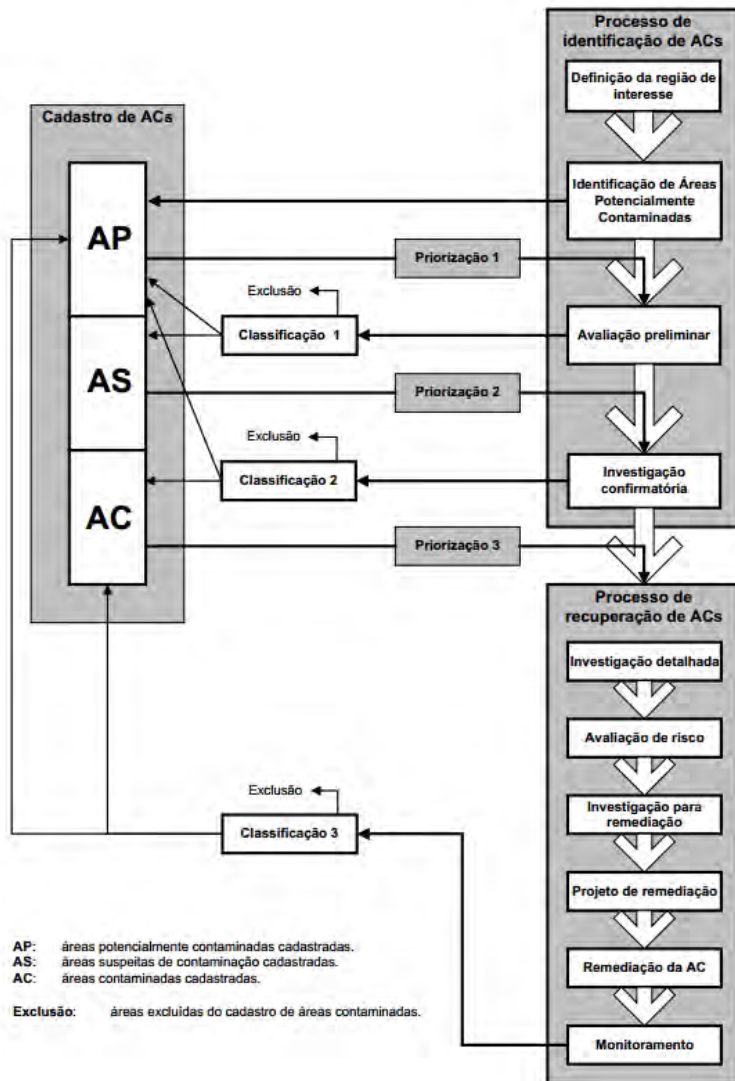 Processo de
identificação de ACs
Definição da região de
interesse
Cadastro de ACs
Identificação de Áreas
Potencialmente
Contaminadas
AP
Priorização 1
Exclusão
Classificação 1
Avaliação preliminar
AS
Priorização 2
Exclusão
Classificação 2
Investigação
confirmatória
AC
Priorização 3
Processo de
recuperação de ACs
Investigação detalhada
Avaliação de risco
Investigação para
remediação
Exclusão
Classificação 3
Projeto de remediação
Remediação da AC
Monitoramento
AP: áreas potencialmente contaminadas cadastradas.
AS: áreas suspeitas de contaminação cadastradas.
AC: áreas contaminadas cadastradas.
Exclusão: áreas excluídas do cadastro de áreas contaminadas.